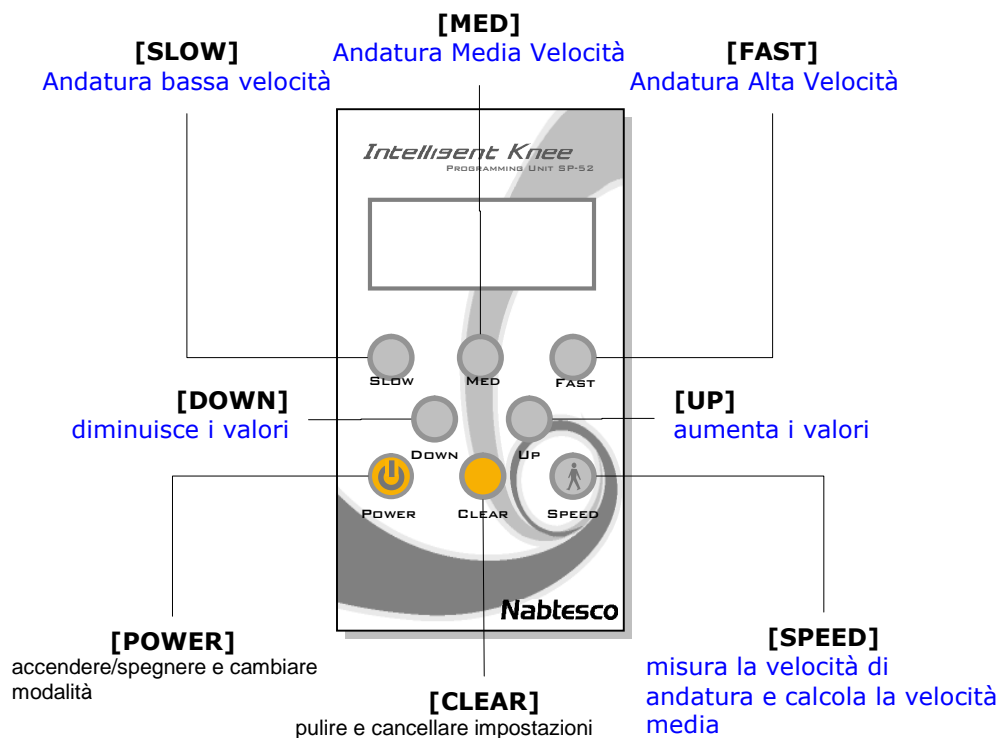 [MED]
Andatura Media Velocità
[SLOW]
Andatura bassa velocità
[FAST]
Andatura Alta Velocità
Intelligent Knee
PROGRAMMING UNIT SP-52
SLOW
MED
FAST
[DOWN]
diminuisce i valori
[UP]
aumenta i valori
DOWN
UP
POWER
CLEAR
SPEED
Nabtesco
[POWER]
accendere/spegnere e cambiare
modalità
[CLEAR]
pulire e cancellare impostazioni
[SPEED]
misura la velocità di
andatura e calcola la velocità
media